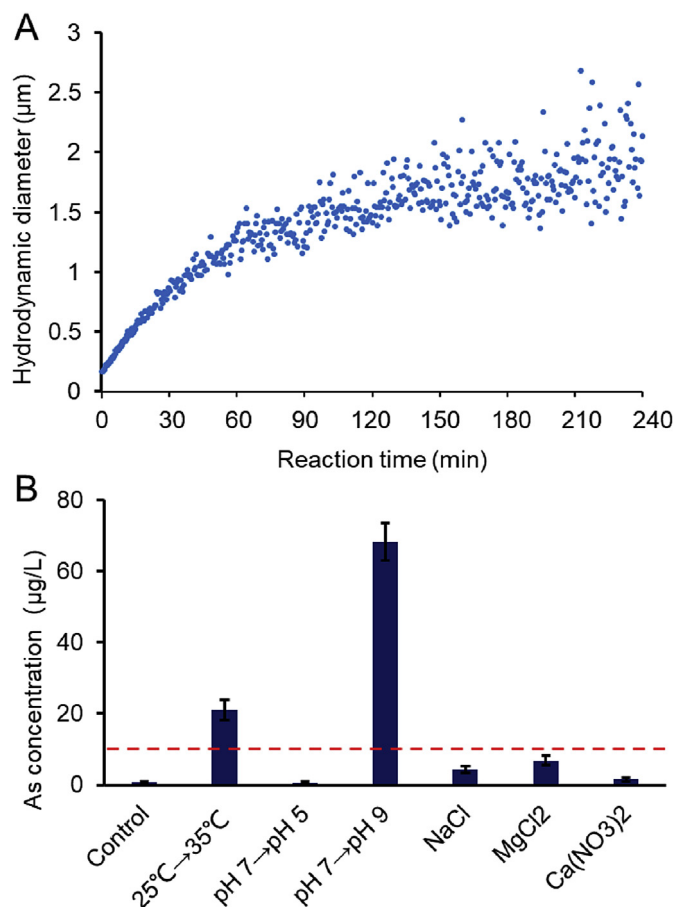 A
3
2.5
2
1.5
1
0.5
0
Hydrodynamic diameter (μm)
0 30 60 90 120 150 180 210 240
Reaction time (min)
B
80
60
40
20
0
As concentration (μg/L)
Control
25℃→35℃
pH 7→pH 5
pH 7→pH 9
NaCl
MgCl2
Ca(NO3)2